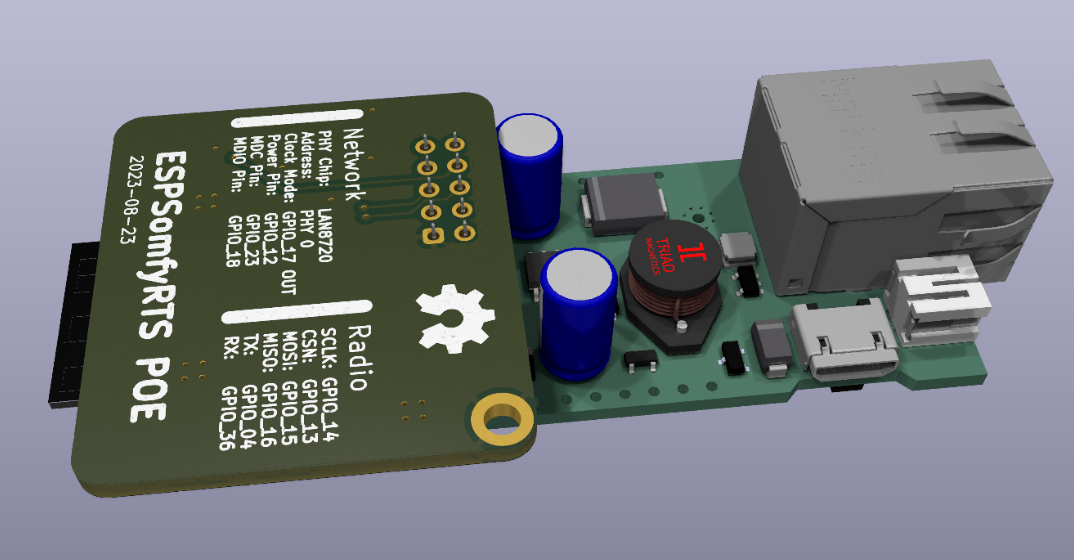 ESPSomfyRTS POE
2023-08-23
Network
PHY Chip: LAN8720
Address: PHY 0
Clock Mode: GPIO_17 OUT
Power Pin: GPIO_12
MDC Pin: GPIO_23
MDIO Pin: GPIO_18
Radio
SCLK: GPIO_14
CSN: GPIO_13
MOSI: GPIO_15
MISO: GPIO_16
TX: GPIO_04
RX: GPIO_36
TRIAD
MAGNETICS